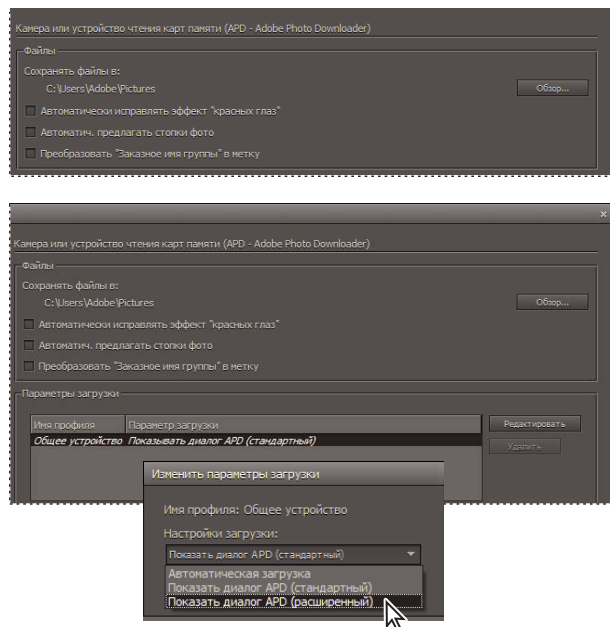 Камера или устройство чтения карт памяти (APD - Adobe Photo Downloader)
Файлы
Сохранять файлы в:
C:\Users\Adobe\Pictures
Обзор...
Автоматически исправлять эффект "красных глаз"
Автоматич. предлагать стопки фото
Преобразовать "Заказное имя группы" в метку
Камера или устройство чтения карт памяти (APD - Adobe Photo Downloader)
Файлы
Сохранять файлы в:
C:\Users\Adobe\Pictures
Обзор...
Автоматически исправлять эффект "красных глаз"
Автоматич. предлагать стопки фото
Преобразовать "Заказное имя группы" в метку
Параметры загрузки
Имя профиля Параметр загрузки
Редактировать
Общее устройство Показывать диалог APD (стандартный)
Удалить
Изменить параметры загрузки
Имя профиля: Общее устройство
Настройки загрузки:
Показать диалог APD (стандартный)
Автоматическая загрузка
Показать диалог APD (стандартный)
Показать диалог APD (расширенный)